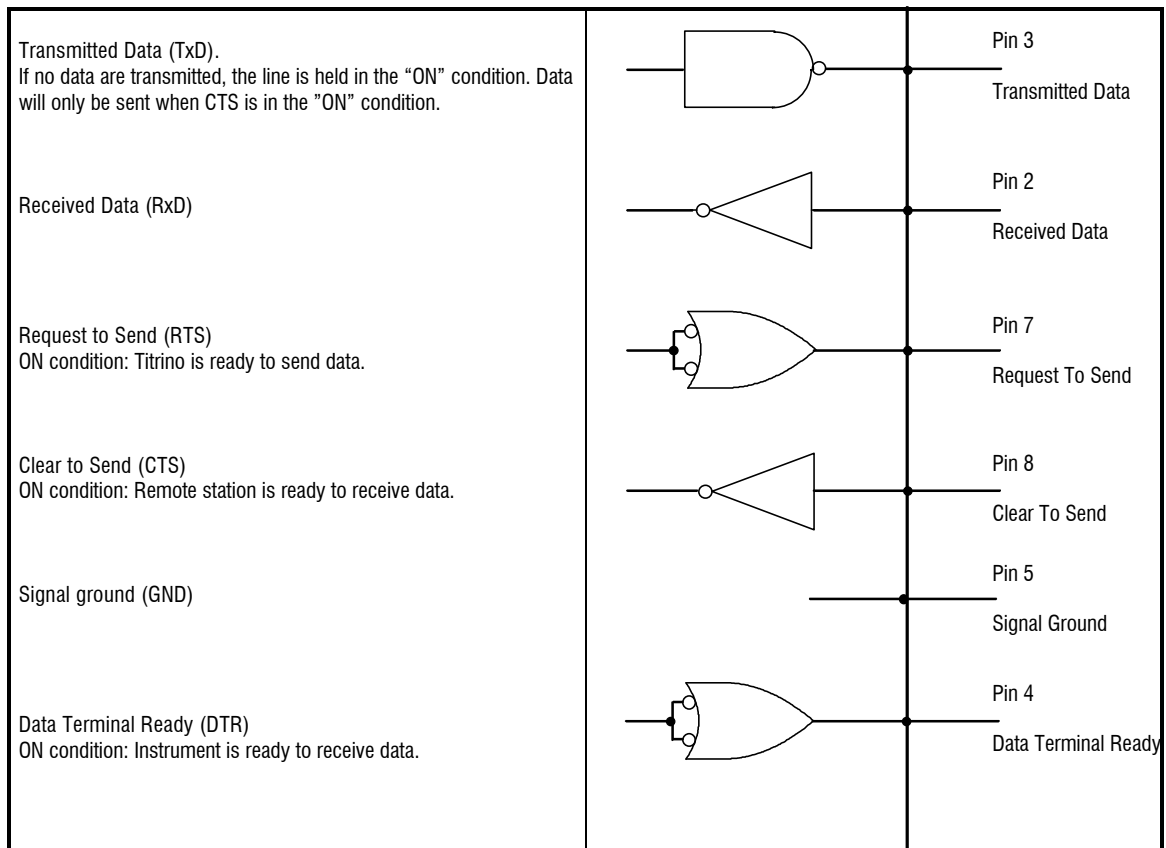 Transmitted Data (TxD).
If no data are transmitted, the line is held in the “ON” condition. Data
will only be sent when CTS is in the ”ON” condition.
Pin 3
Transmitted Data
Received Data (RxD)
Pin 2
Received Data
Request to Send (RTS)
ON condition: Titrino is ready to send data.
Pin 7
Request To Send
Clear to Send (CTS)
ON condition: Remote station is ready to receive data.
Pin 8
Clear To Send
Signal ground (GND)
Pin 5
Signal Ground
Data Terminal Ready (DTR)
ON condition: Instrument is ready to receive data.
Pin 4
Data Terminal Ready